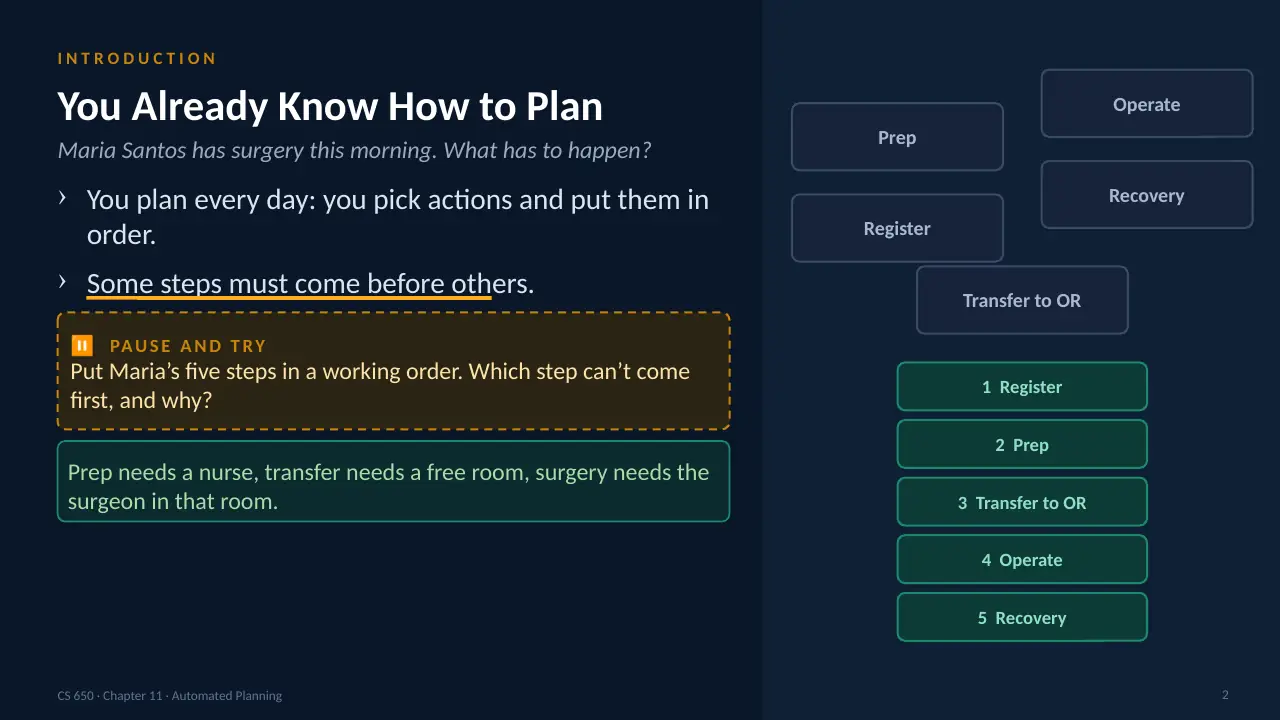 INTRODUCTION
You Already Know How to Plan
Maria Santos has surgery this morning. What has to happen?
› You plan every day: you pick actions and put them in
order.
› Some steps must come before others.
⏸ PAUSE AND TRY
Put Maria’s five steps in a working order. Which step can’t come
first, and why?
Prep needs a nurse, transfer needs a free room, surgery needs the
surgeon in that room.
Operate
Prep
Recovery
Register
Transfer to OR
1 Register
2 Prep
3 Transfer to OR
4 Operate
5 Recovery
CS 650 · Chapter 11 · Automated Planning
2